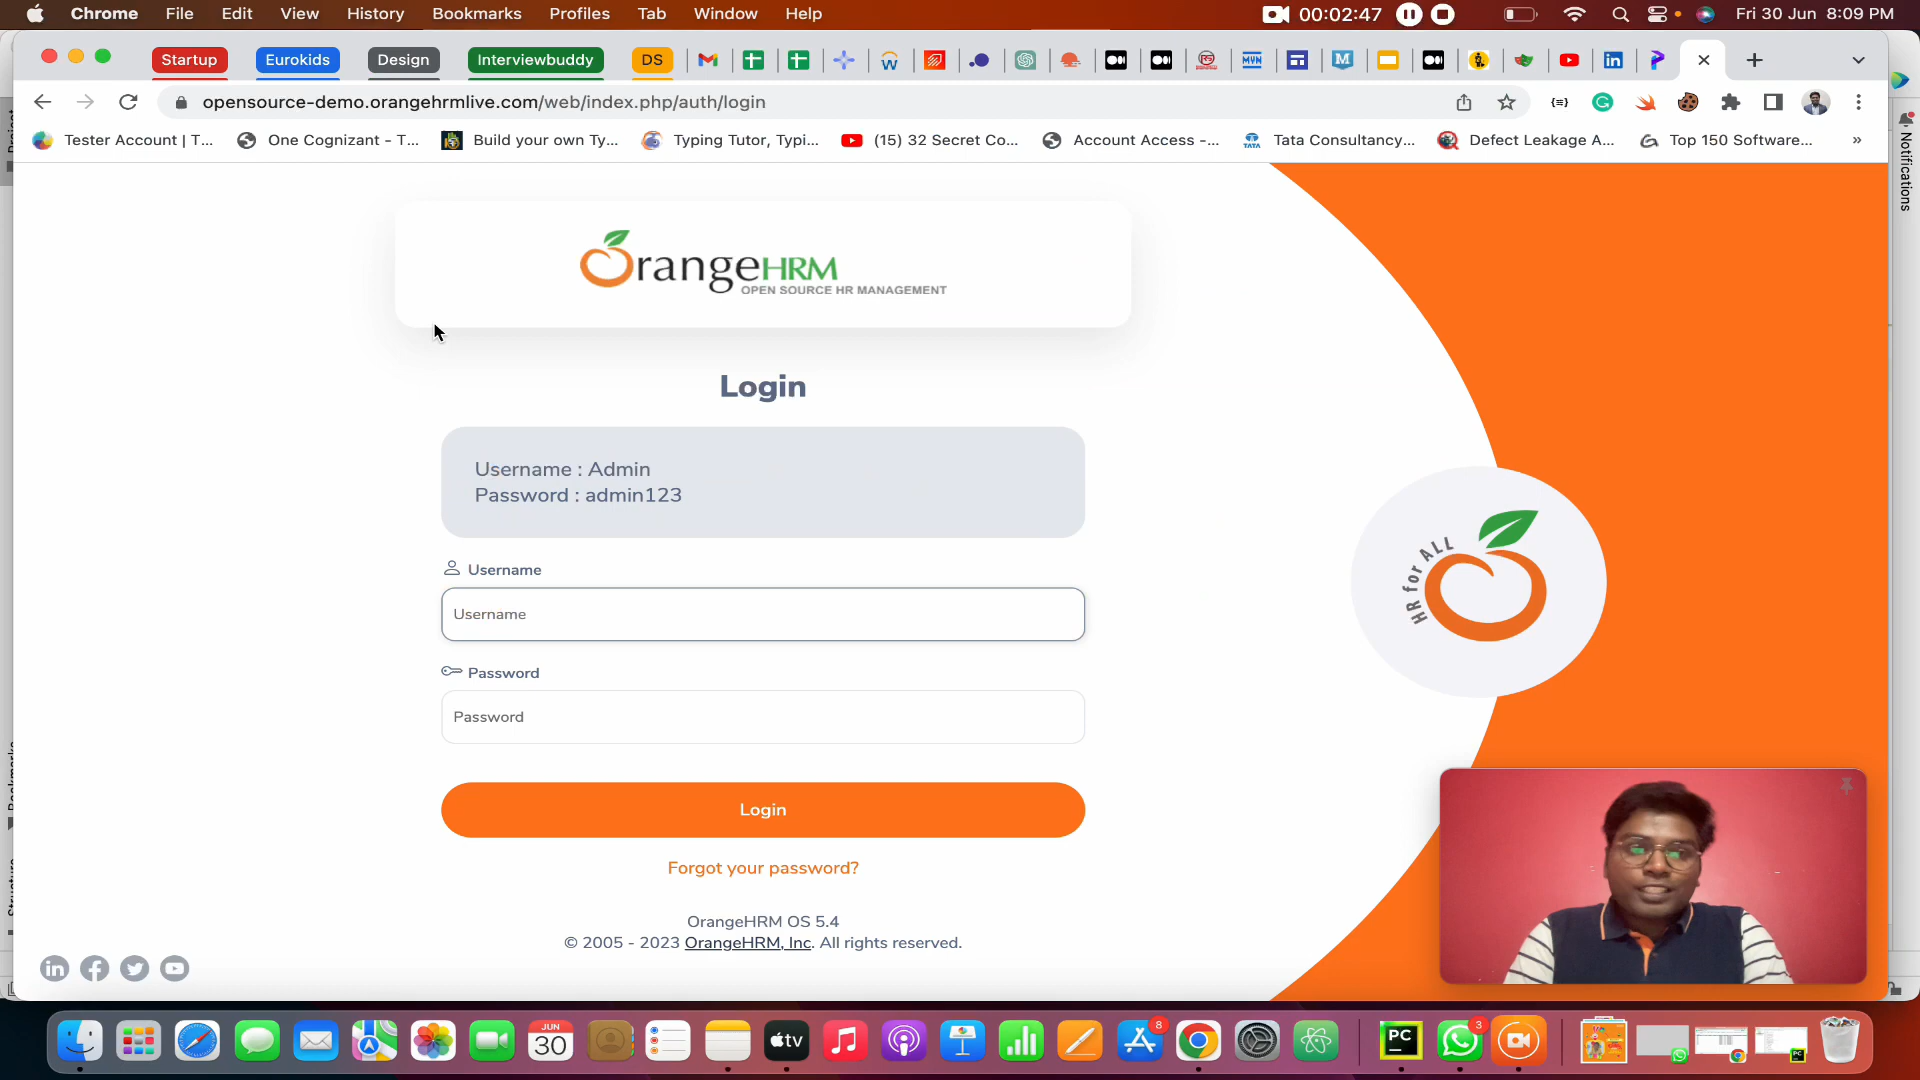 Chrome File Edit View History Bookmarks Profiles Tab Window Help 00:02:47 Fri 30 Jun 8:09 PM
Startup Eurokids Design Interviewbuddy DS
opensource-demo.orangehrmlive.com/web/index.php/auth/login
Tester Account | T... One Cognizant - T... Build your own Ty... Typing Tutor, Typi... (15) 32 Secret Co... Account Access -... Tata Consultancy... Defect Leakage A... Top 150 Software... »
Notifications
OrangeHRM
OPEN SOURCE HR MANAGEMENT
Login
Username : Admin
Password : admin123
HR for ALL
Username
Username
Password
Password
Login
Forgot your password?
OrangeHRM OS 5.4
© 2005 - 2023 OrangeHRM, Inc. All rights reserved.
JUN
30
tv
8
PC
3